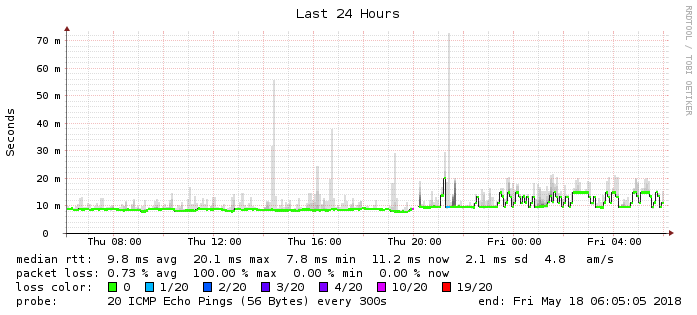 Last 24 Hours
RRDTOOL / TOBI OETIKER
Seconds
70 m
60 m
50 m
40 m
30 m
20 m
10 m
0
Thu 08:00 Thu 12:00 Thu 16:00 Thu 20:00 Fri 00:00 Fri 04:00
median rtt: 9.8 ms avg 20.1 ms max 7.8 ms min 11.2 ms now 2.1 ms sd 4.8 am/s
packet loss: 0.73 % avg 100.00 % max 0.00 % min 0.00 % now
loss color: 0 1/20 2/20 3/20 4/20 10/20 19/20
probe: 20 ICMP Echo Pings (56 Bytes) every 300s end: Fri May 18 06:05:05 2018